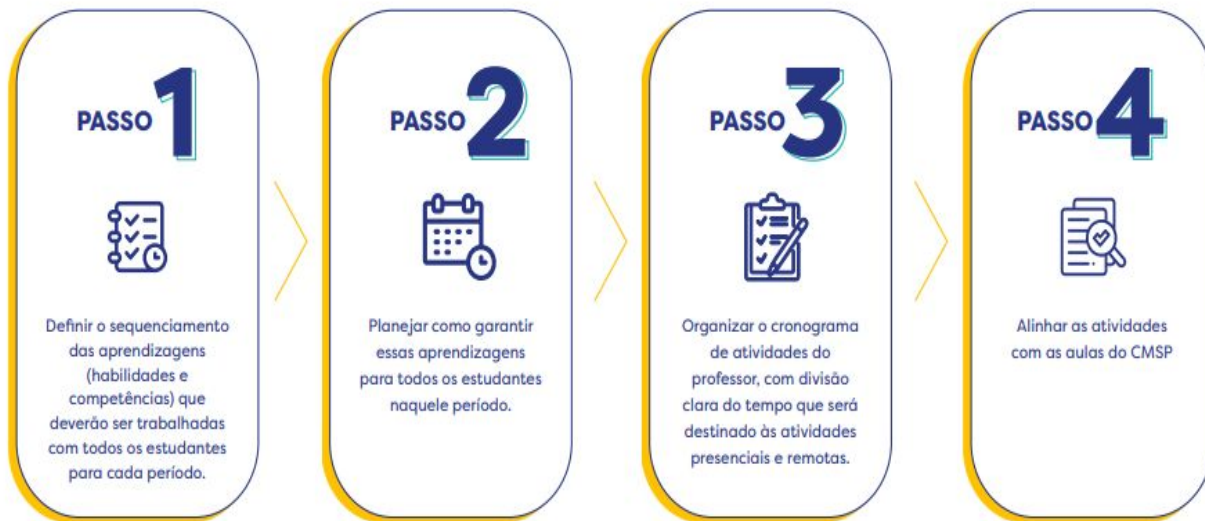 PASSO 1
Definir o sequenciamento
das aprendizagens
(habilidades e
competências) que
deverão ser trabalhadas
com todos os estudantes
para cada período.
PASSO 2
Planejar como garantir
essas aprendizagens
para todos os estudantes
naquele período.
PASSO 3
Organizar o cronograma
de atividades do
professor, com divisão
clara do tempo que será
destinado às atividades
presenciais e remotas.
PASSO 4
Alinhar as atividades
com as aulas do CMSP